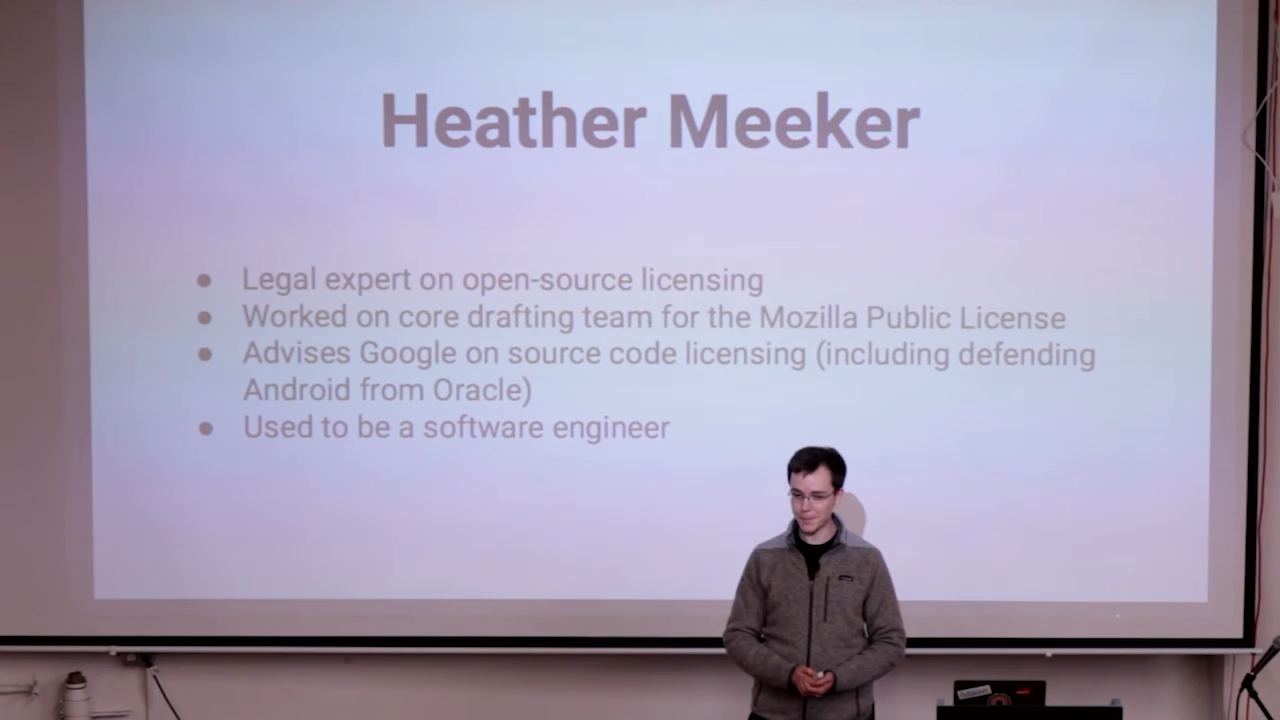 Heather Meeker
● Legal expert on open-source licensing
● Worked on core drafting team for the Mozilla Public License
● Advises Google on source code licensing (including defending
Android from Oracle)
● Used to be a software engineer